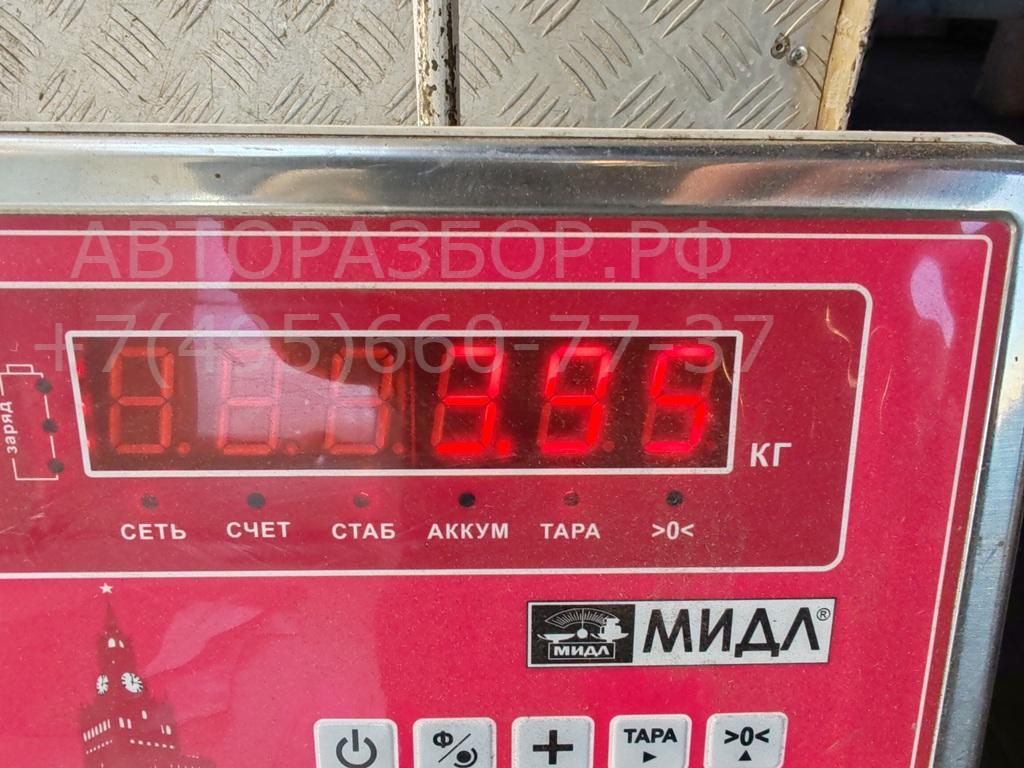 АВТОРАЗБОР.РФ
+7(495)660-77-37
3.95
КГ
заряд
СЕТЬ СЧЕТ СТАБ АККУМ ТАРА >0<
МИДЛ МИДЛ®
Ф + ТАРА >0<